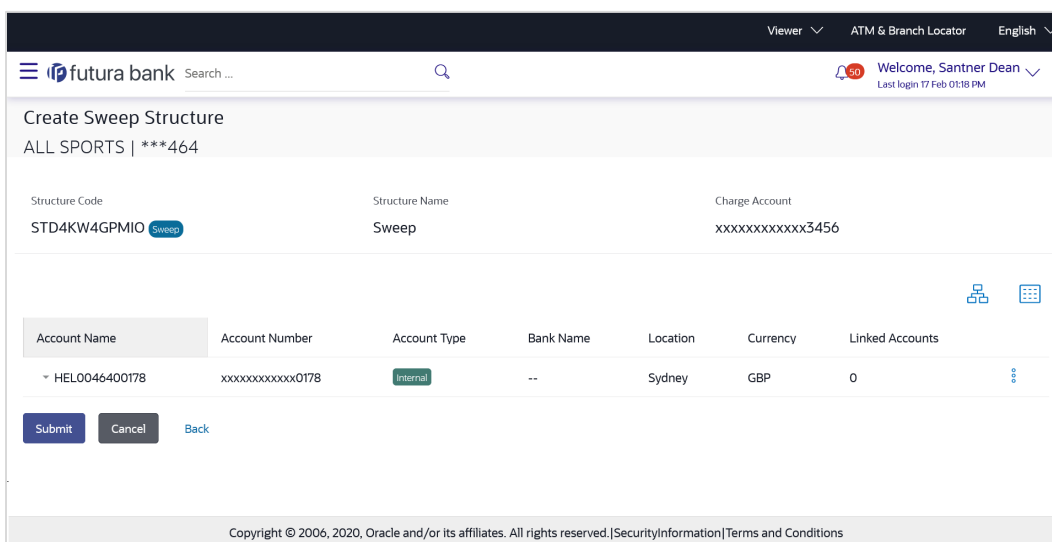 Viewer ATM & Branch Locator English
futura bank Search ... 50 Welcome, Santner Dean
Last login 17 Feb 01:18 PM
Create Sweep Structure
ALL SPORTS | ***464
Structure Code Structure Name Charge Account
STD4KW4GPMIO Sweep Sweep xxxxxxxxxxxx3456
Account Name Account Number Account Type Bank Name Location Currency Linked Accounts
HEL0046400178 xxxxxxxxxxxx0178 Internal -- Sydney GBP 0
Submit Cancel Back
Copyright © 2006, 2020, Oracle and/or its affiliates. All rights reserved.|SecurityInformation|Terms and Conditions